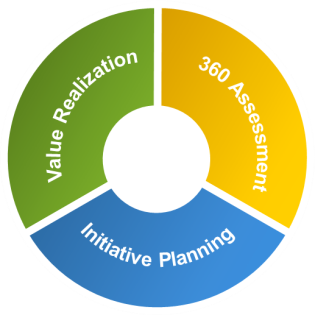 360 Assessment
Initiative Planning
Value Realization